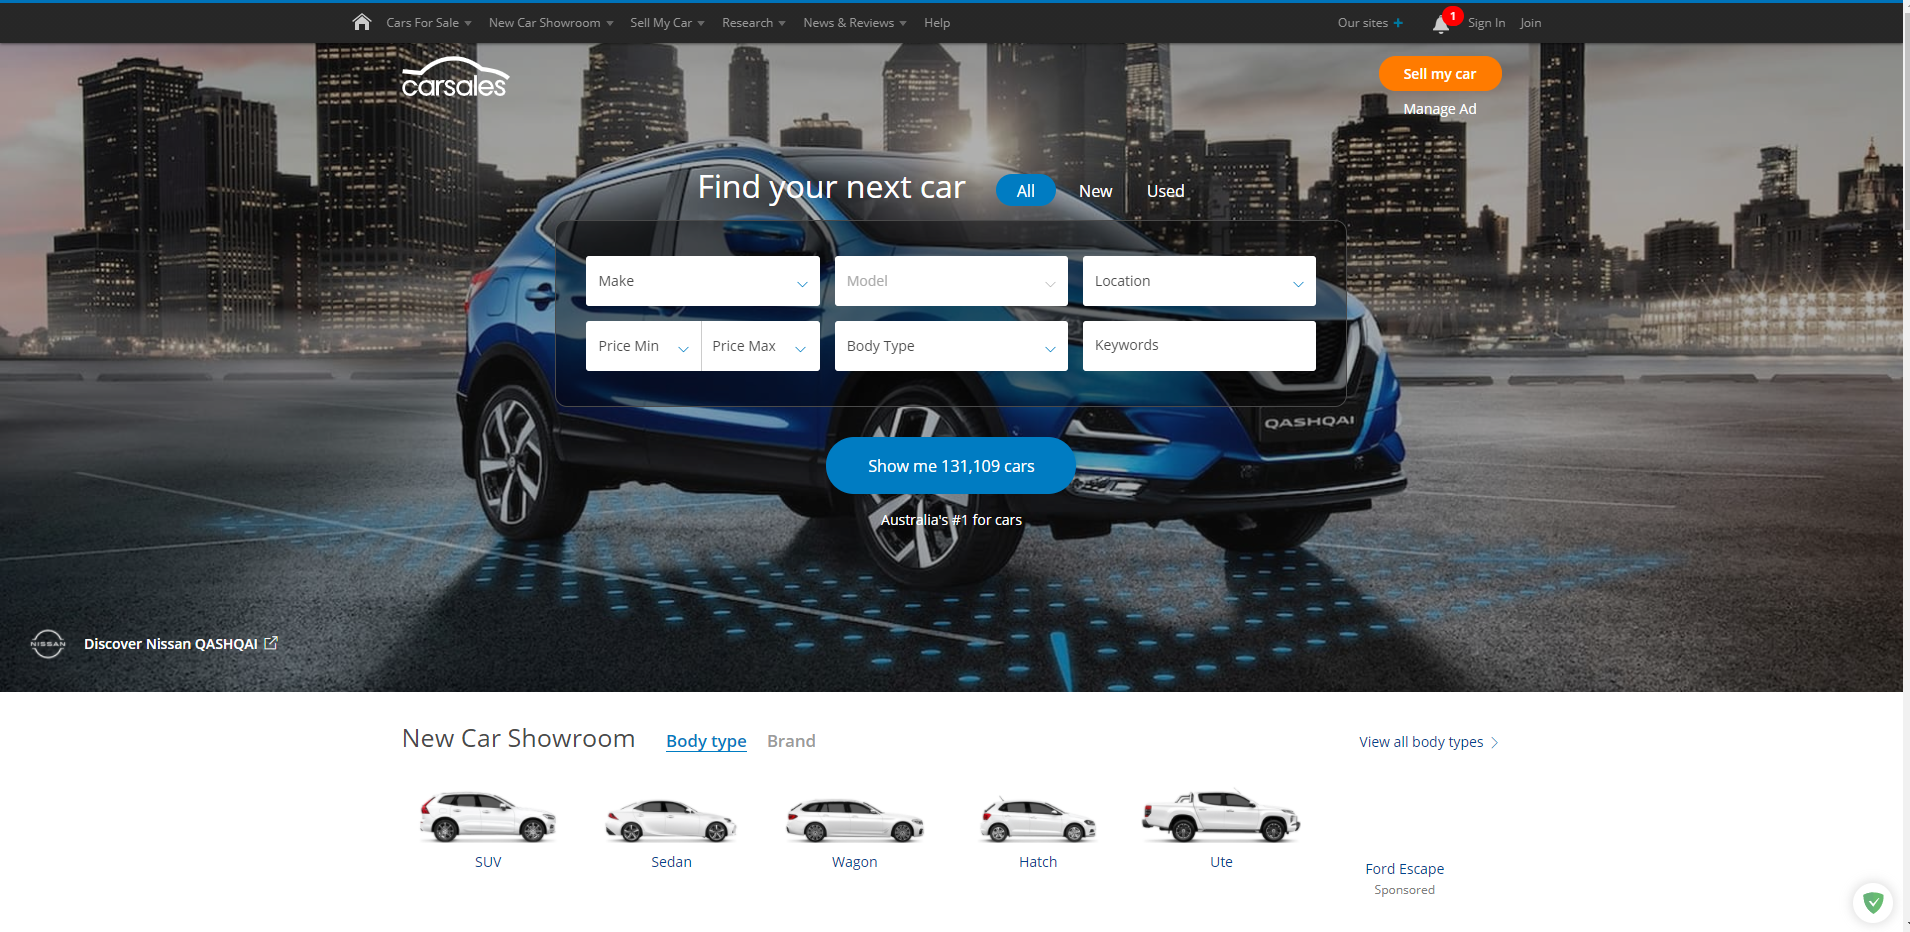 Cars For Sale New Car Showroom Sell My Car Research News & Reviews Help Our sites + 1 Sign In Join
carsales
Sell my car
Manage Ad
Find your next car All New Used
Make Model Location
Price Min Price Max Body Type Keywords
QASHQAI
Show me 131,109 cars
Australia's #1 for cars
NISSAN Discover Nissan QASHQAI
New Car Showroom Body type Brand View all body types
SUV Sedan Wagon Hatch Ute
Ford Escape
Sponsored